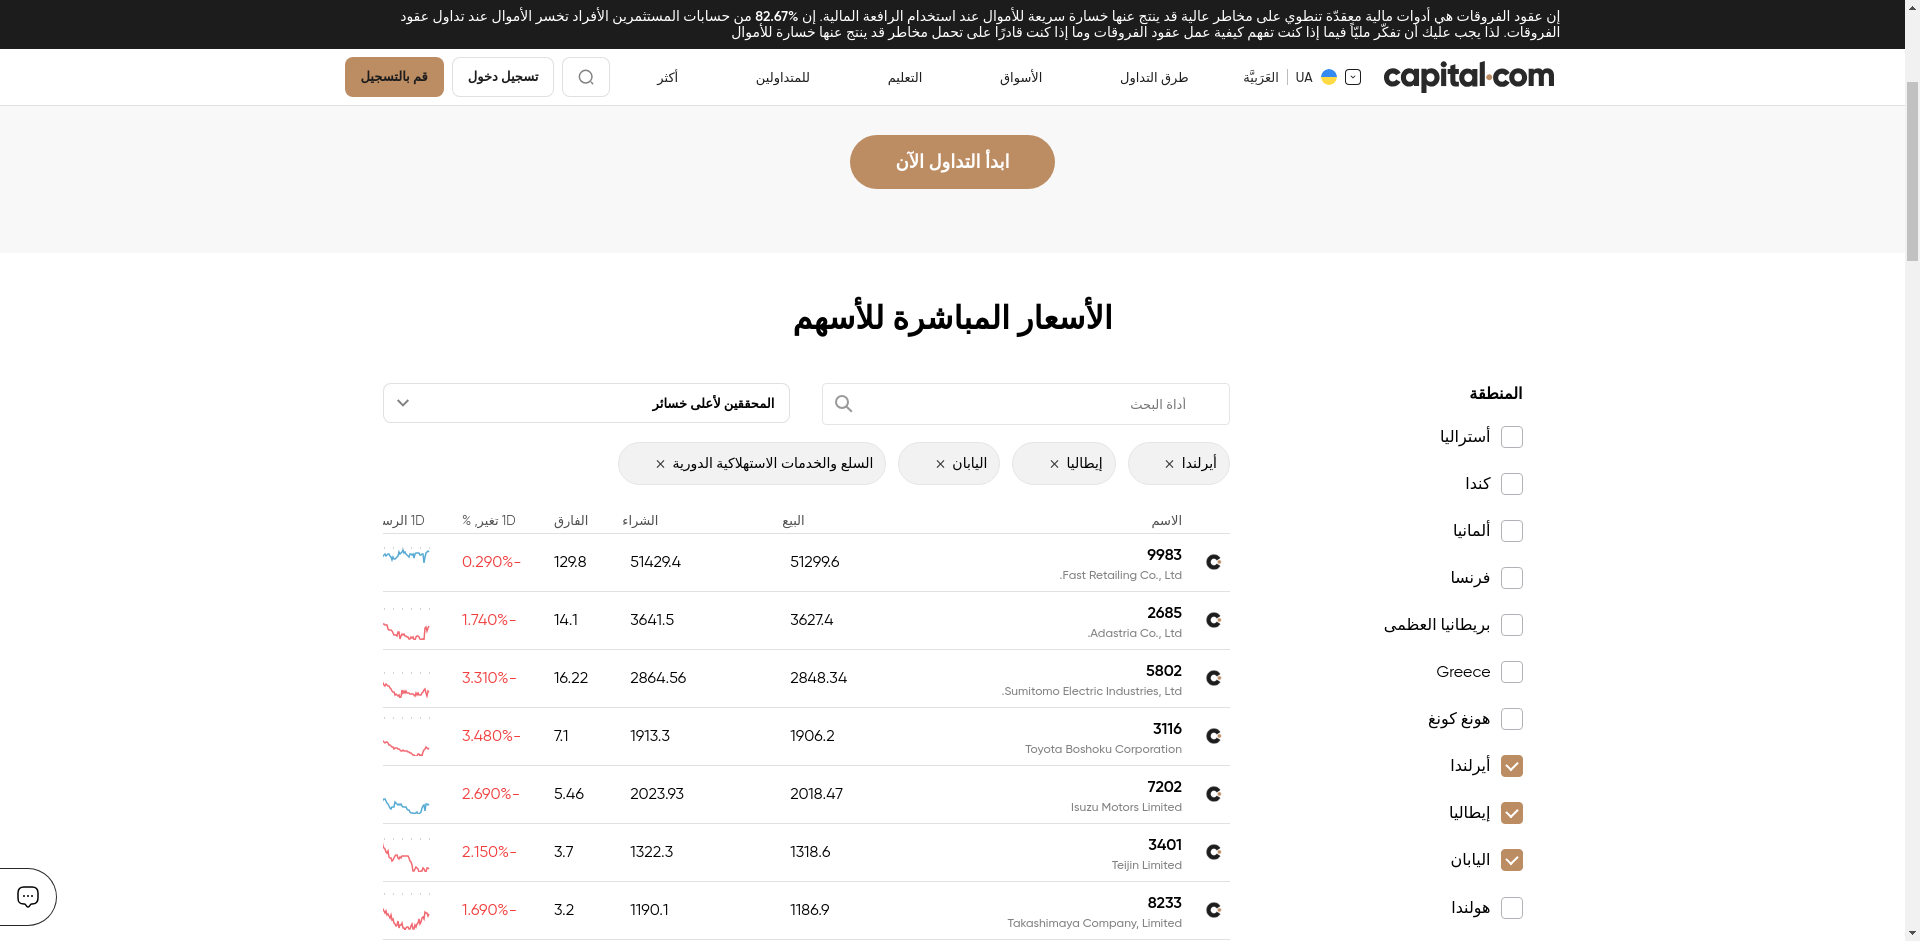 إن عقود الفروقات هي أدوات مالية معقدّة تنطوي على مخاطر عالية قد ينتج عنها خسارة سريعة للأموال عند استخدام الرافعة المالية. إن 82.67% من حسابات المستثمرين الأفراد تخسر الأموال عند تداول عقود
الفروقات. لذا يجب عليك أن تفكّر مليّاً فيما إذا كنت تفهم كيفية عمل عقود الفروقات وما إذا كنت قادرًا على تحمل مخاطر قد ينتج عنها خسارة للأموال
capital.com UA العَرَبِيَّة طرق التداول الأسواق التعليم للمتداولين أكثر تسجيل دخول قم بالتسجيل
ابدأ التداول الآن
الأسعار المباشرة للأسهم
المنطقة
أستراليا
كندا
ألمانيا
فرنسا
بريطانيا العظمى
Greece
هونغ كونغ
أيرلندا
إيطاليا
اليابان
هولندا
أداة البحث
المحققين لأعلى خسائر
أيرلندا × إيطاليا × اليابان × السلع والخدمات الاستهلاكية الدورية ×
الاسم البيع الشراء الفارق 1D تغير, % 1D الرس
9983 51299.6 51429.4 129.8 0.290%-
Fast Retailing Co., Ltd.
2685 3627.4 3641.5 14.1 1.740%-
Adastria Co., Ltd.
5802 2848.34 2864.56 16.22 3.310%-
Sumitomo Electric Industries, Ltd.
3116 1906.2 1913.3 7.1 3.480%-
Toyota Boshoku Corporation
7202 2018.47 2023.93 5.46 2.690%-
Isuzu Motors Limited
3401 1318.6 1322.3 3.7 2.150%-
Teijin Limited
8233 1186.9 1190.1 3.2 1.690%-
Takashimaya Company, Limited